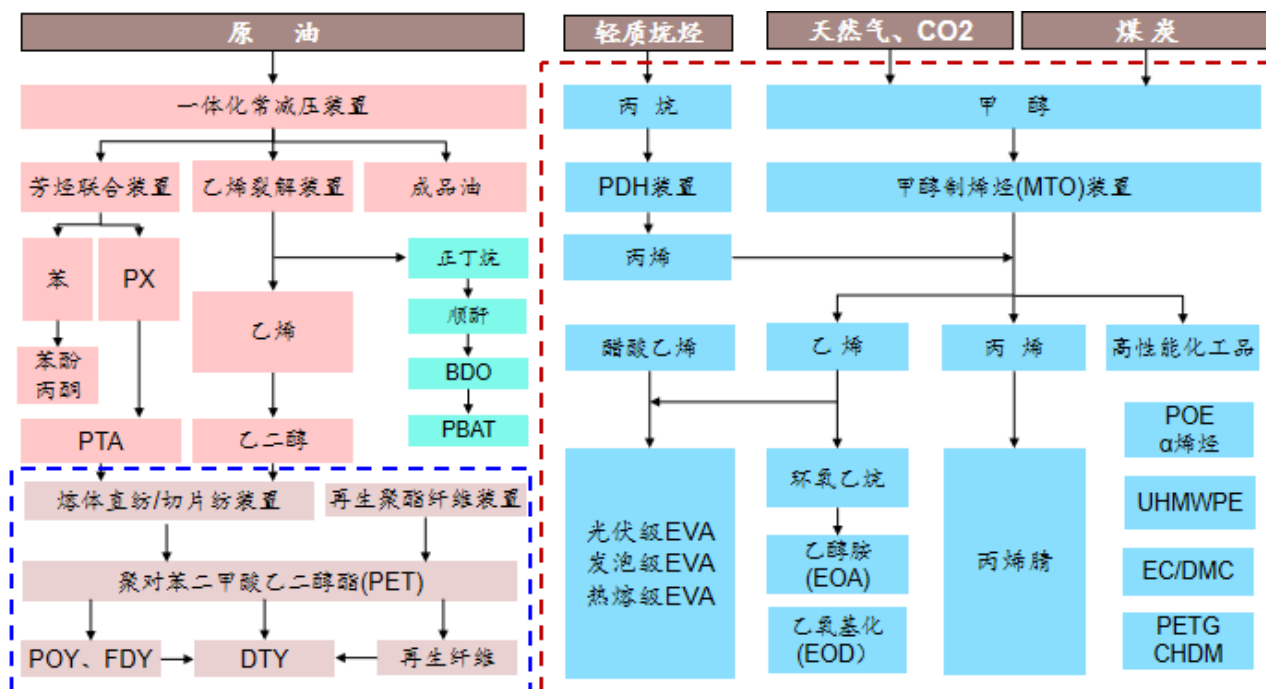 原 油
轻质烷烃
天然气、CO2
煤 炭
一体化常减压装置
丙 烷
甲 醇
芳烃联合装置
乙烯裂解装置
成品油
PDH装置
甲醇制烯烃(MTO)装置
苯
PX
正丁烷
丙烯
乙烯
顺酐
苯酚
丙酮
BDO
醋酸乙烯
乙 烯
丙 烯
高性能化工品
PTA
乙二醇
PBAT
POE
α烯烃
熔体直纺/切片纺装置
再生聚酯纤维装置
环氧乙烷
UHMWPE
光伏级EVA
发泡级EVA
热熔级EVA
乙醇胺
(EOA)
丙烯腈
EC/DMC
聚对苯二甲酸乙二醇酯(PET)
乙氧基化
(EOD）
PETG
CHDM
POY、FDY
DTY
再生纤维